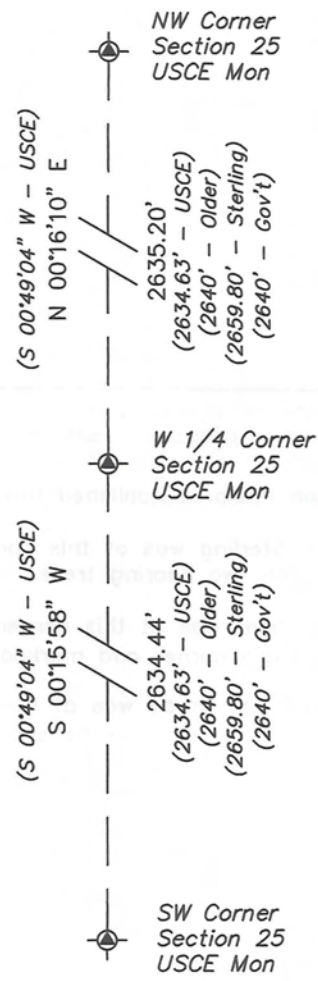 NW Corner
Section 25
USCE Mon
(S 00°49'04" W - USCE)
N 00°16'10" E
2635.20'
(2634.63' - USCE)
(2640' - Older)
(2659.80' - Sterling)
(2640' - Gov't)
W 1/4 Corner
Section 25
USCE Mon
(S 00°49'04" W - USCE)
S 00°15'58" W
2634.44'
(2634.63' - USCE)
(2640' - Older)
(2659.80' - Sterling)
(2640' - Gov't)
SW Corner
Section 25
USCE Mon